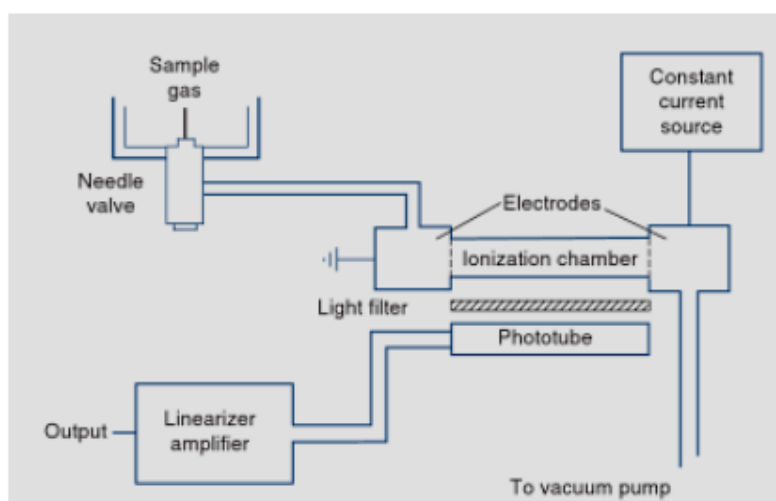 Sample
gas
Constant
current
source
Needle
valve
Electrodes
Ionization chamber
Light filter
Phototube
Linearizer
amplifier
Output
To vacuum pump